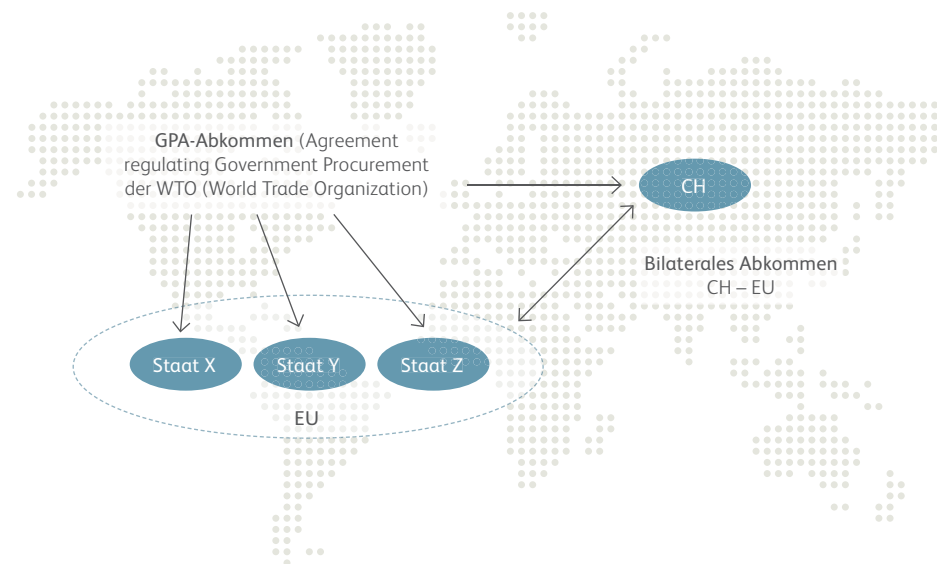 GPA-Abkommen (Agreement
regulating Government Procurement
der WTO (World Trade Organization)
CH
Bilaterales Abkommen
CH – EU
Staat X
Staat Y
Staat Z
EU